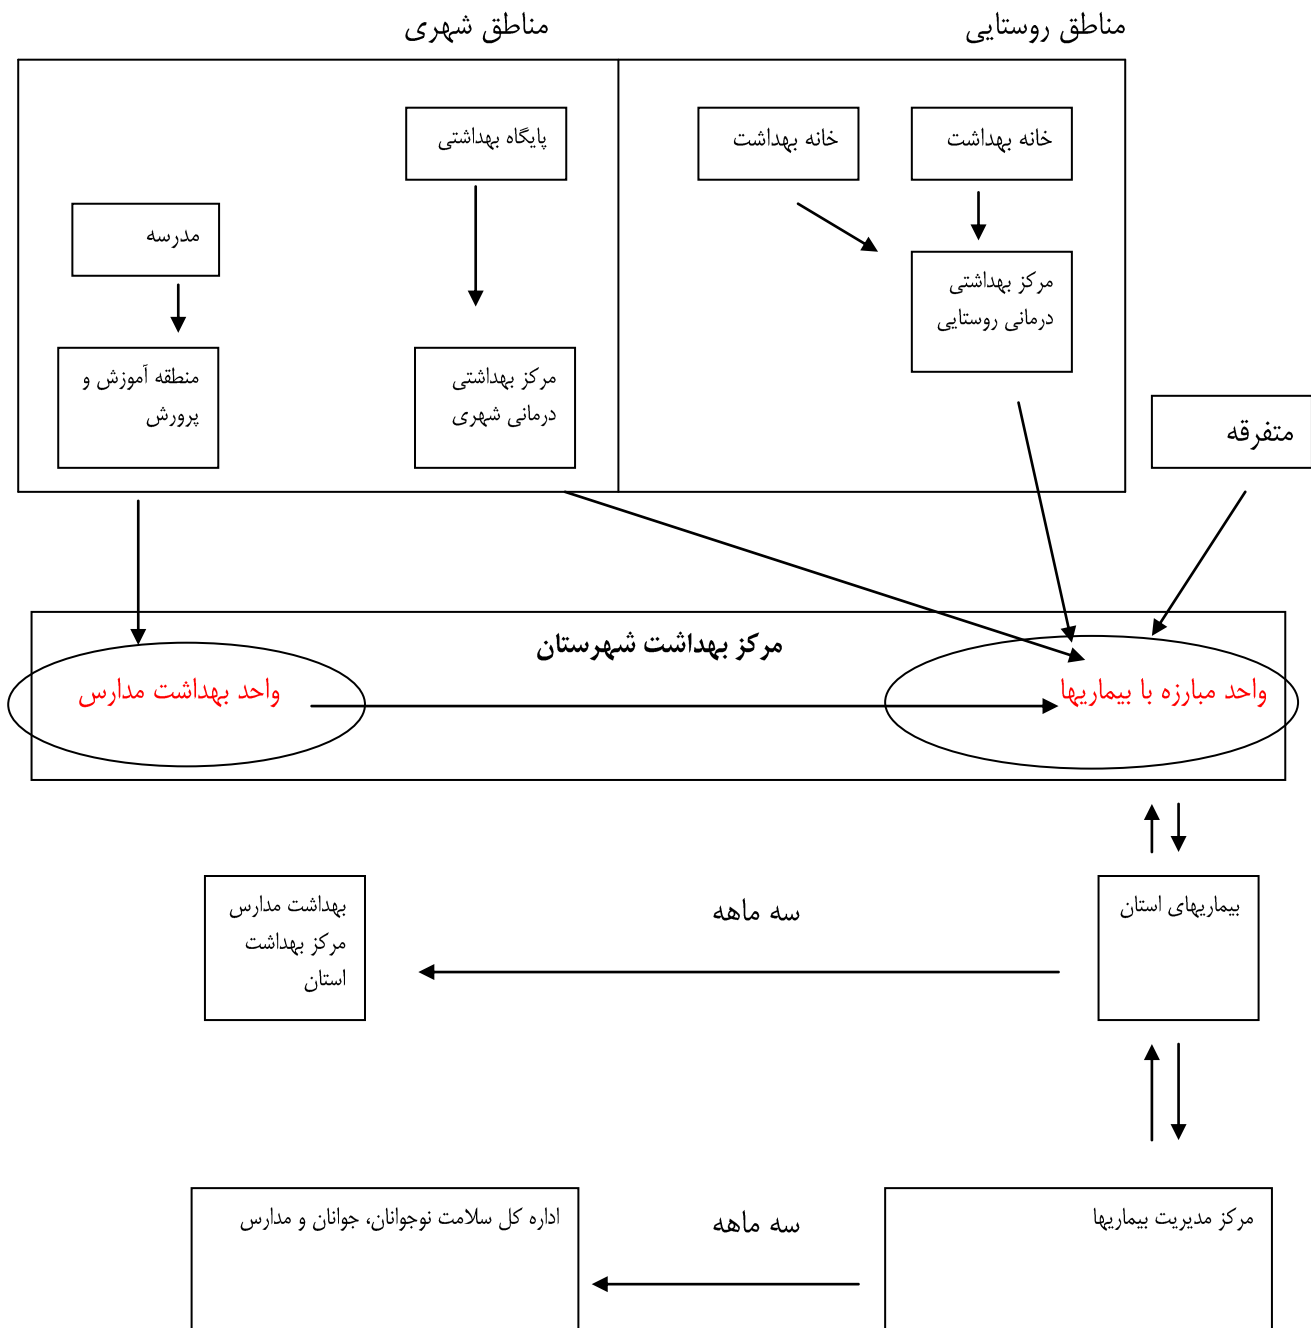 مناطق روستایی
مناطق شهری
خانه بهداشت
خانه بهداشت
پایگاه بهداشتی
مدرسه
مرکز بهداشتی
درمانی روستایی
مرکز بهداشتی
درمانی شهری
منطقه آموزش و
پرورش
متفرقه
مرکز بهداشت شهرستان
واحد مبارزه با بیماریها
واحد بهداشت مدارس
بیماریهای استان
سه ماهه
بهداشت مدارس
مرکز بهداشت
استان
مرکز مدیریت بیماریها
سه ماهه
اداره کل سلامت نوجوانان، جوانان و مدارس